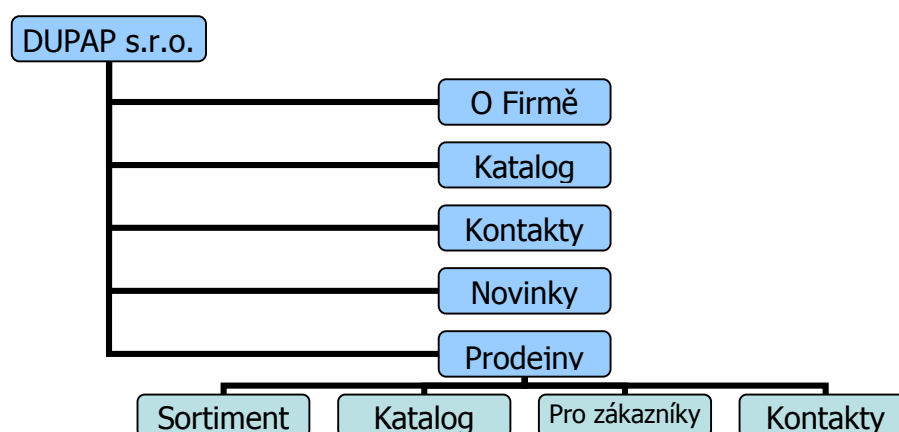 DUPAP s.r.o.
O Firmě
Katalog
Kontakty
Novinky
Prodejny
Sortiment
Katalog
Pro zákazníky
Kontakty